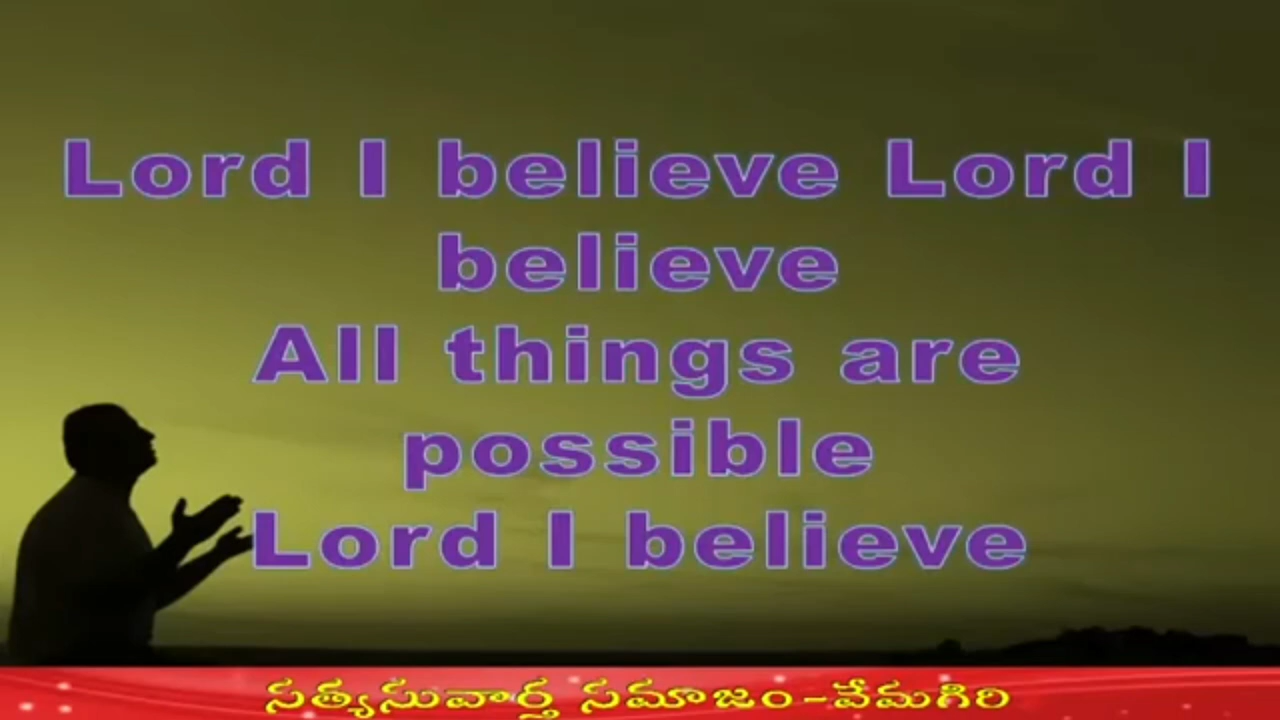 Lord I believe Lord I
believe
All things are
possible
Lord I believe
సత్యసువార్త సమాజం-వేమగిరి